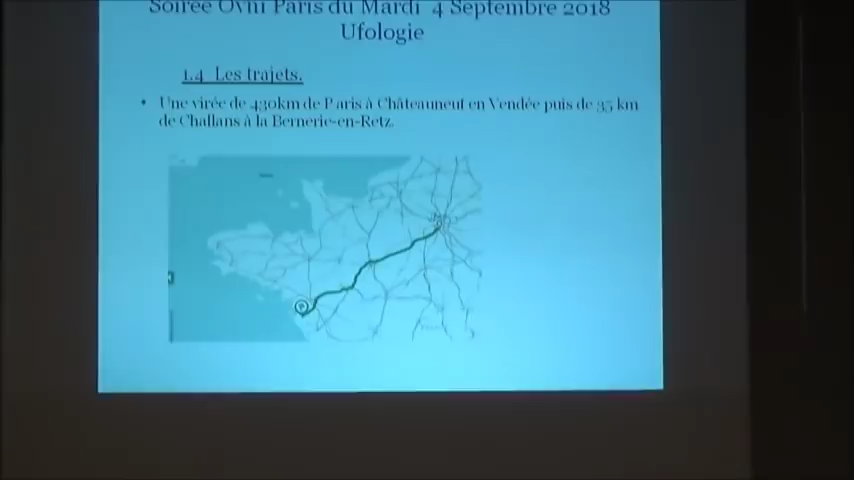 Soirée Ovni Paris du Mardi 4 Septembre 2018
Ufologie
1.4 Les trajets.
• Une virée de 430km de Paris à Châteauneuf en Vendée puis de 35 km
de Challans à la Bernerie-en-Retz.